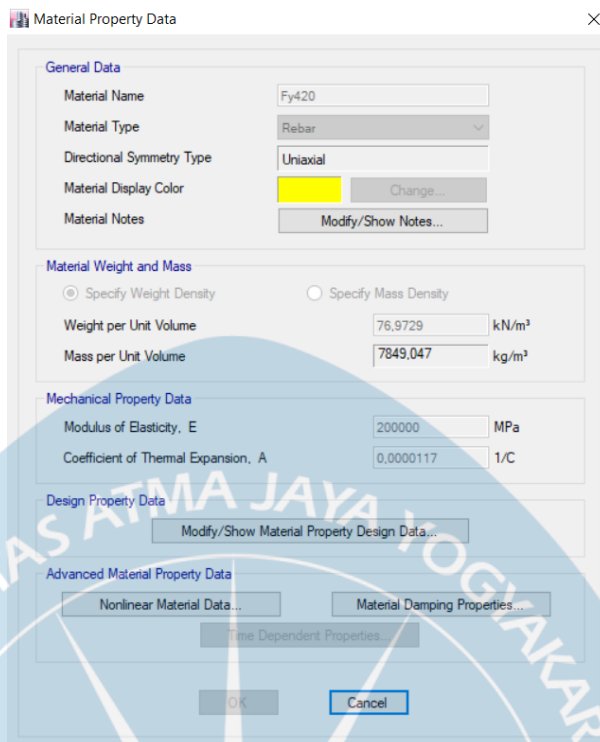 Material Property Data
General Data
Material Name Fy420
Material Type Rebar
Directional Symmetry Type Uniaxial
Material Display Color Change...
Material Notes Modify/Show Notes...
Material Weight and Mass
Specify Weight Density Specify Mass Density
Weight per Unit Volume 76,9729 kN/m³
Mass per Unit Volume 7849,047 kg/m³
Mechanical Property Data
Modulus of Elasticity, E 200000 MPa
Coefficient of Thermal Expansion, A 0,0000117 1/C
Design Property Data
Modify/Show Material Property Design Data...
Advanced Material Property Data
Nonlinear Material Data... Material Damping Properties...
Time Dependent Properties...
OK Cancel
AS ATMA JAYA YOGYAKAR